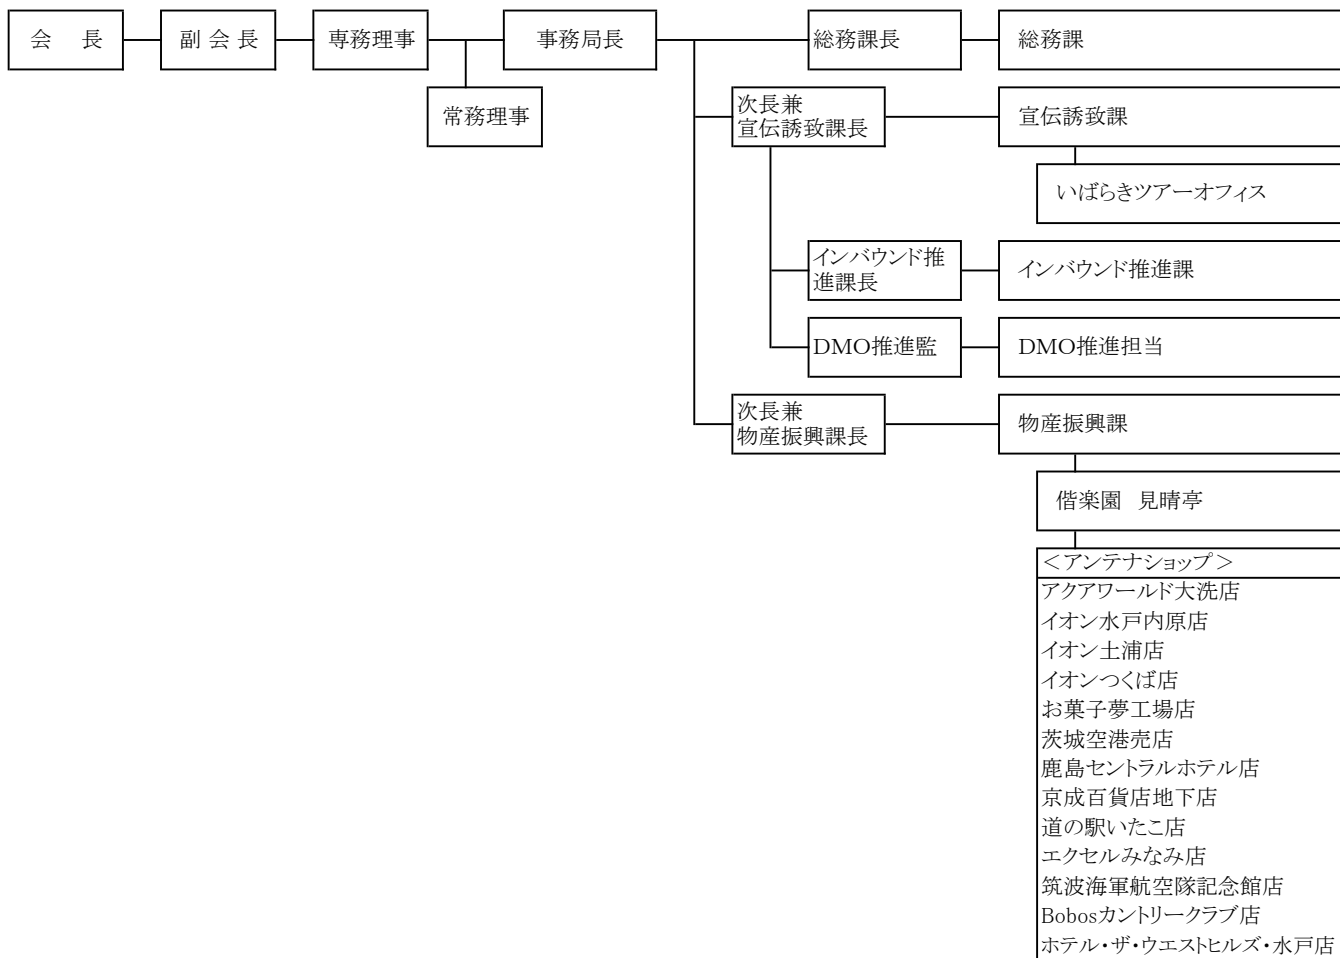 会　長
副会長
専務理事
事務局長
総務課長
総務課
常務理事
次長兼
宣伝誘致課長
宣伝誘致課
いばらきツアーオフィス
インバウンド推
進課長
インバウンド推進課
DMO推進監
DMO推進担当
次長兼
物産振興課長
物産振興課
偕楽園　見晴亭
＜アンテナショップ＞
アクアワールド大洗店
イオン水戸内原店
イオン土浦店
イオンつくば店
お菓子夢工場店
茨城空港売店
鹿島セントラルホテル店
京成百貨店地下店
道の駅いたこ店
エクセルみなみ店
筑波海軍航空隊記念館店
Bobosカントリークラブ店
ホテル・ザ・ウエストヒルズ・水戸店